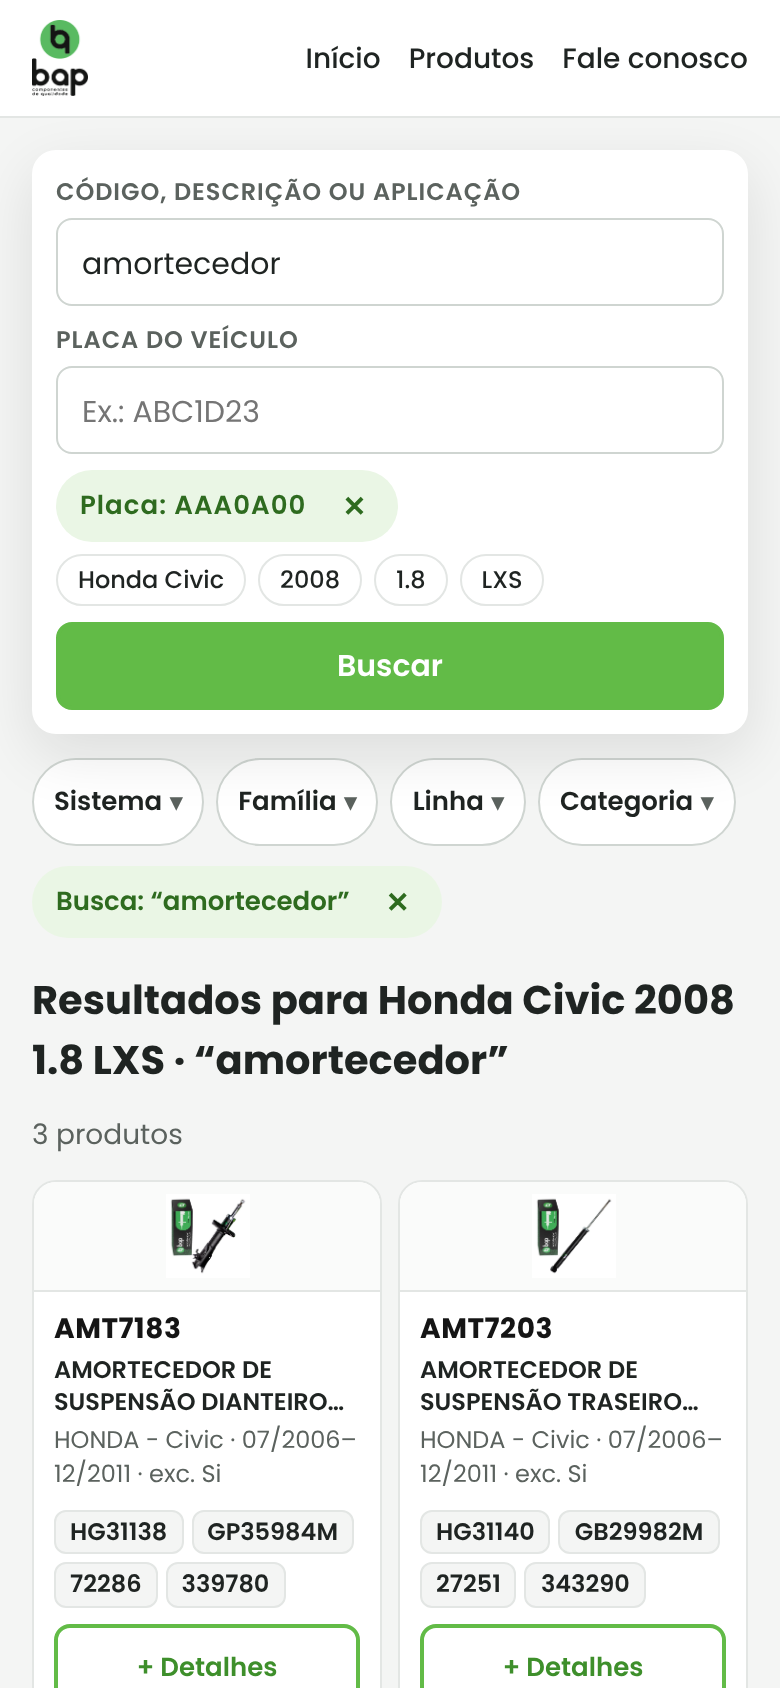 bap
componentes
de qualidade
Início Produtos Fale conosco
CÓDIGO, DESCRIÇÃO OU APLICAÇÃO
amortecedor
PLACA DO VEÍCULO
Ex.: ABC1D23
Placa: AAA0A00 ✕
Honda Civic 2008 1.8 LXS
Buscar
Sistema ▾ Família ▾ Linha ▾ Categoria ▾
Busca: “amortecedor” ✕
Resultados para Honda Civic 2008
1.8 LXS · “amortecedor”
3 produtos
bap
AMT7183
AMORTECEDOR DE
SUSPENSÃO DIANTEIRO…
HONDA - Civic · 07/2006–
12/2011 · exc. Si
HG31138 GP35984M
72286 339780
+ Detalhes
bap
AMT7203
AMORTECEDOR DE
SUSPENSÃO TRASEIRO…
HONDA - Civic · 07/2006–
12/2011 · exc. Si
HG31140 GB29982M
27251 343290
+ Detalhes